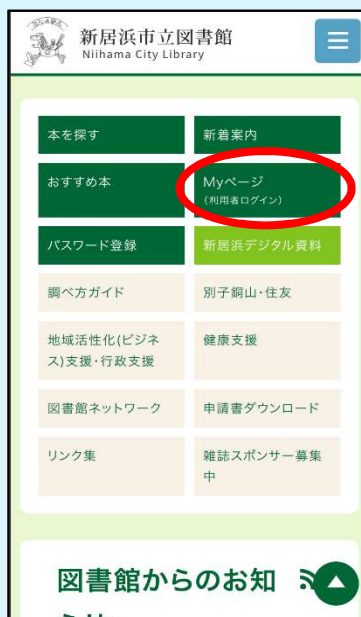 新居浜市立図書館
Niihama City Library
本を探す
新着案内
おすすめ本
Myページ
(利用者ログイン)
パスワード登録
新居浜デジタル資料
調べ方ガイド
別子銅山・住友
地域活性化(ビジネ
ス)支援・行政支援
健康支援
図書館ネットワーク
申請書ダウンロード
リンク集
雑誌スポンサー募集
中
図書館からのお知